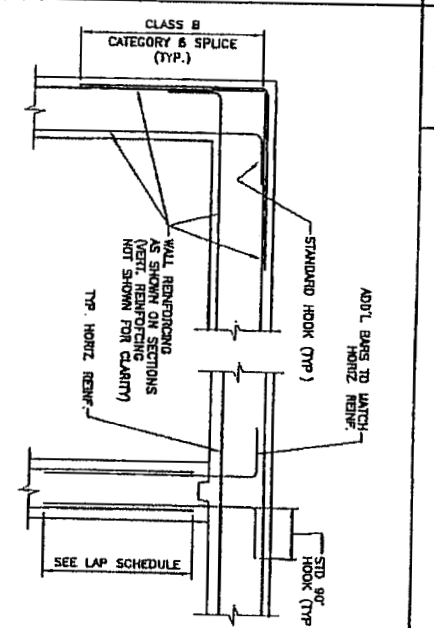 CLASS B
CATEGORY 6 SPLICE
(TYP.)
STANDARD HOOK (TYP.)
WALL REINFORCING
AS SHOWN ON SECTIONS
(VERT. REINFORCING
NOT SHOWN FOR CLARITY)
TYP. HORIZ. REINF.
ADD'L BARS TO MATCH
HORIZ. REINF.
STD 90°
HOOK (TYP
SEE LAP SCHEDULE